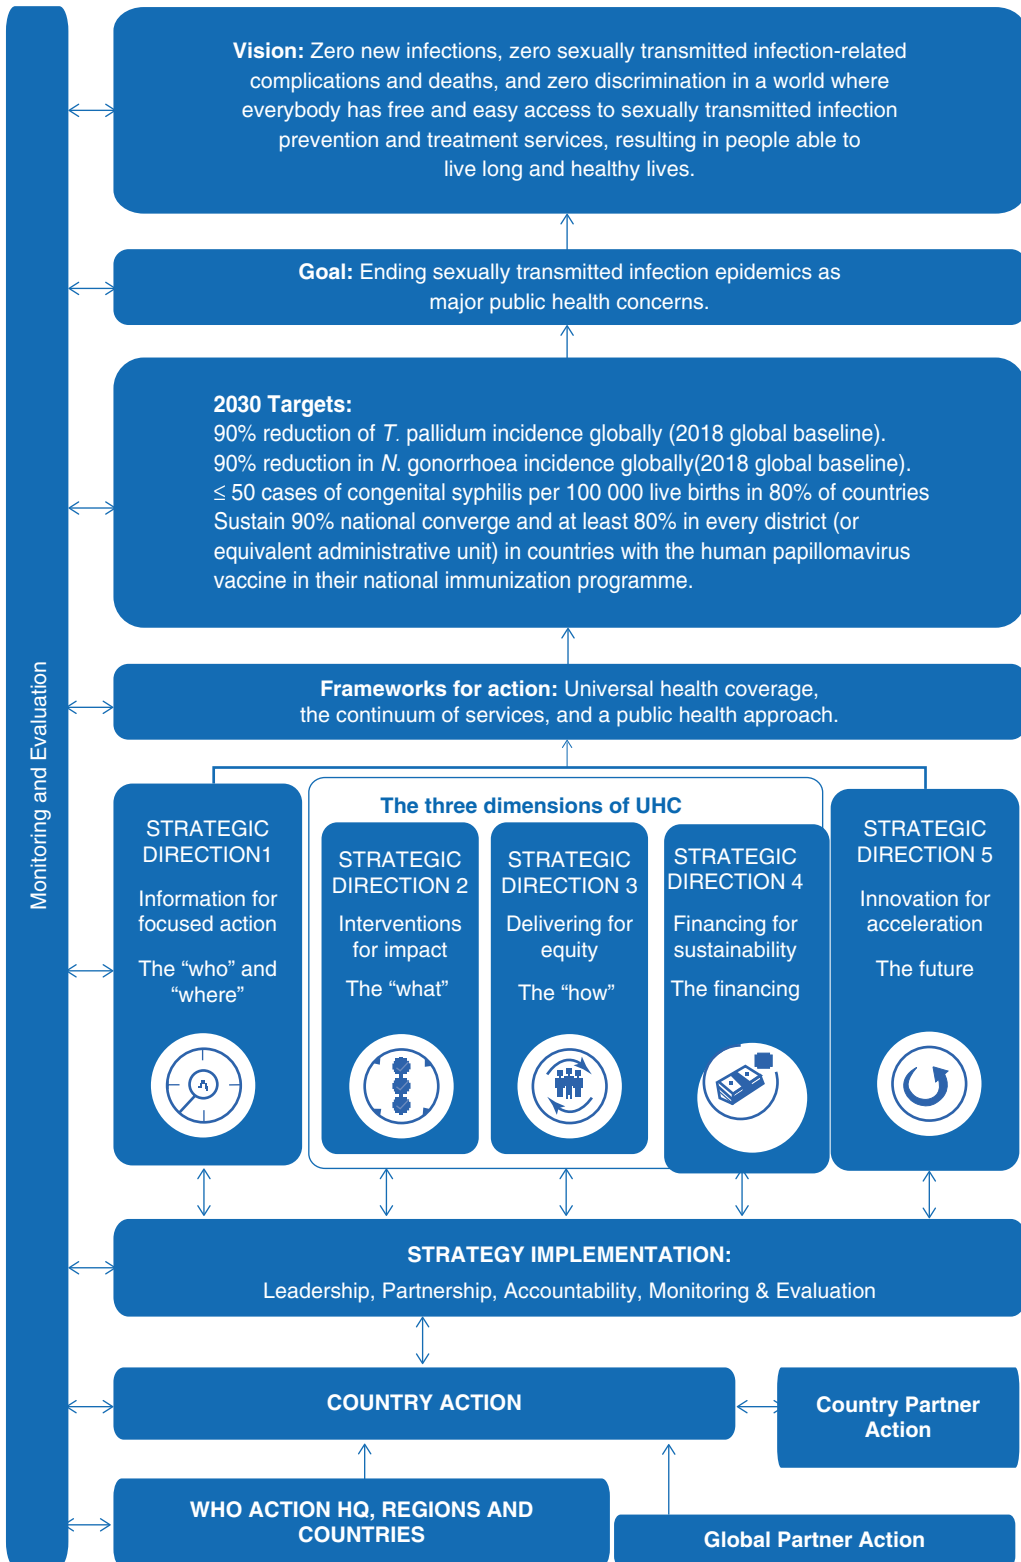 Monitoring and Evaluation
Vision: Zero new infections, zero sexually transmitted infection-related
complications and deaths, and zero discrimination in a world where
everybody has free and easy access to sexually transmitted infection
prevention and treatment services, resulting in people able to
live long and healthy lives.
Goal: Ending sexually transmitted infection epidemics as
major public health concerns.
2030 Targets:
90% reduction of T. pallidum incidence globally (2018 global baseline).
90% reduction in N. gonorrhoea incidence globally(2018 global baseline).
≤ 50 cases of congenital syphilis per 100 000 live births in 80% of countries
Sustain 90% national converge and at least 80% in every district (or
equivalent administrative unit) in countries with the human papillomavirus
vaccine in their national immunization programme.
Frameworks for action: Universal health coverage,
the continuum of services, and a public health approach.
The three dimensions of UHC
STRATEGIC
DIRECTION1
Information for
focused action
The “who” and
“where”
STRATEGIC
DIRECTION 2
Interventions
for impact
The “what”
STRATEGIC
DIRECTION 3
Delivering for
equity
The “how”
STRATEGIC
DIRECTION 4
Financing for
sustainability
The financing
STRATEGIC
DIRECTION 5
Innovation for
acceleration
The future
STRATEGY IMPLEMENTATION:
Leadership, Partnership, Accountability, Monitoring & Evaluation
COUNTRY ACTION
Country Partner
Action
WHO ACTION HQ, REGIONS AND
COUNTRIES
Global Partner Action